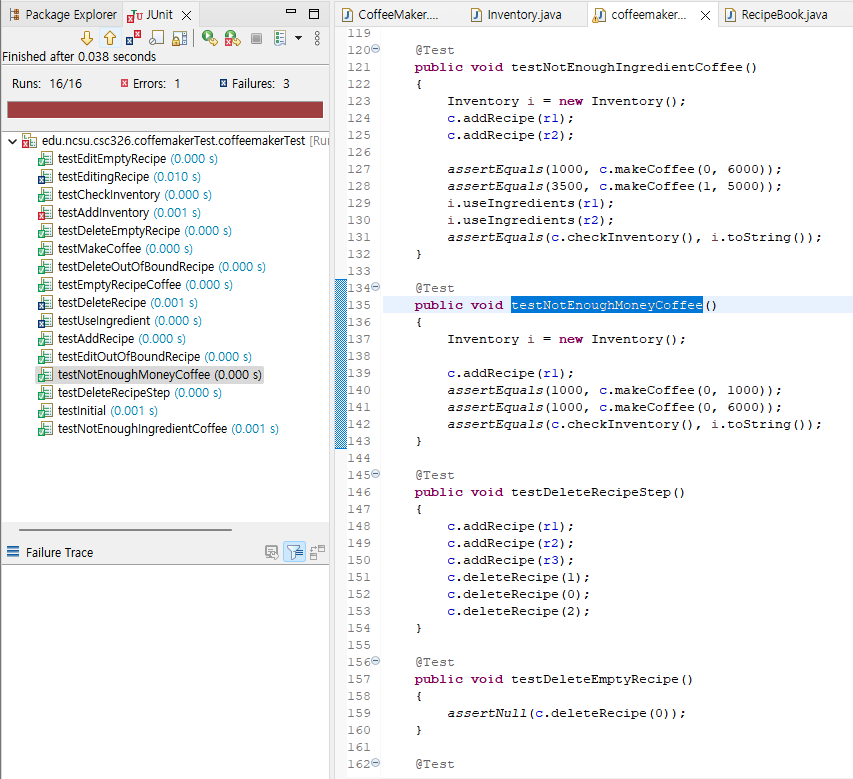 Package Explorer
JUnit
Finished after 0.038 seconds
Runs: 16/16
Errors: 1
Failures: 3
edu.ncsu.csc326.coffemakerTest.coffeemakerTest [Ru
testEditEmptyRecipe (0.000 s)
testEditingRecipe (0.010 s)
testCheckInventory (0.000 s)
testAddInventory (0.001 s)
testDeleteEmptyRecipe (0.000 s)
testMakeCoffee (0.000 s)
testDeleteOutOfBoundRecipe (0.000 s)
testEmptyRecipeCoffee (0.000 s)
testDeleteRecipe (0.001 s)
testUseIngredient (0.000 s)
testAddRecipe (0.000 s)
testEditOutOfBoundRecipe (0.000 s)
testNotEnoughMoneyCoffee (0.000 s)
testDeleteRecipeStep (0.000 s)
testInitial (0.001 s)
testNotEnoughIngredientCoffee (0.001 s)
Failure Trace
CoffeeMaker....
Inventory.java
coffeemaker...
RecipeBook.java
119
120 @Test
121 public void testNotEnoughIngredientCoffee()
122 {
123 Inventory i = new Inventory();
124 c.addRecipe(r1);
125 c.addRecipe(r2);
126
127 assertEquals(1000, c.makeCoffee(0, 6000));
128 assertEquals(3500, c.makeCoffee(1, 5000));
129 i.useIngredients(r1);
130 i.useIngredients(r2);
131 assertEquals(c.checkInventory(), i.toString());
132 }
133
134 @Test
135 public void testNotEnoughMoneyCoffee()
136 {
137 Inventory i = new Inventory();
138
139 c.addRecipe(r1);
140 assertEquals(1000, c.makeCoffee(0, 1000));
141 assertEquals(1000, c.makeCoffee(0, 6000));
142 assertEquals(c.checkInventory(), i.toString());
143 }
144
145 @Test
146 public void testDeleteRecipeStep()
147 {
148 c.addRecipe(r1);
149 c.addRecipe(r2);
150 c.addRecipe(r3);
151 c.deleteRecipe(1);
152 c.deleteRecipe(0);
153 c.deleteRecipe(2);
154 }
155
156 @Test
157 public void testDeleteEmptyRecipe()
158 {
159 assertNull(c.deleteRecipe(0));
160 }
161
162 @Test